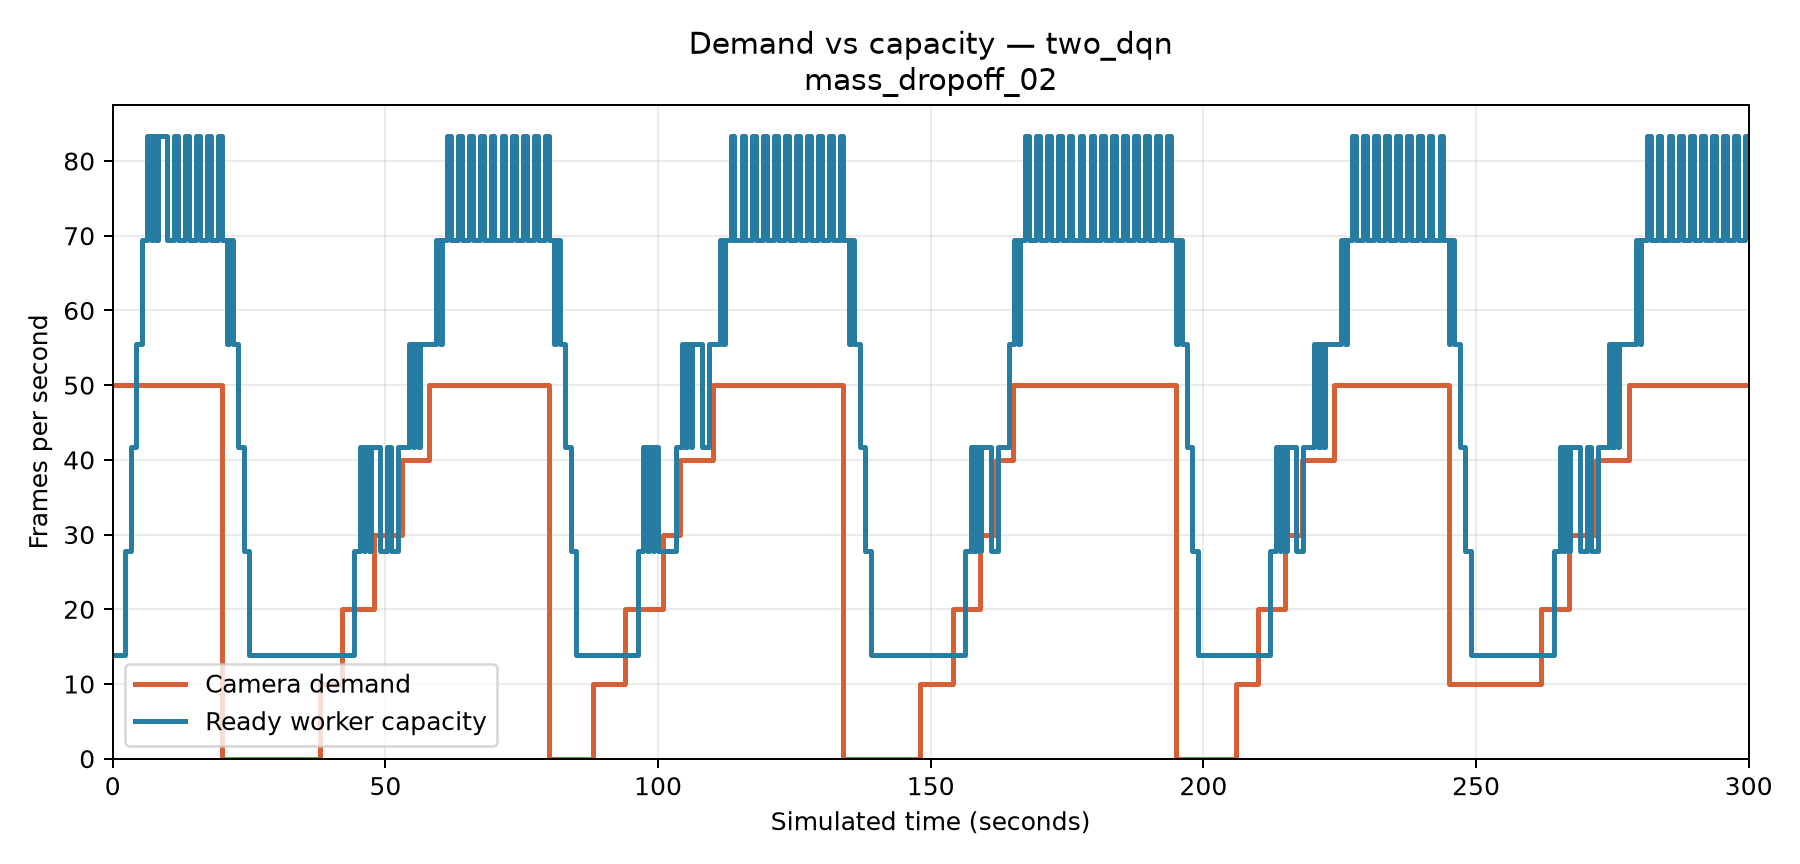 Demand vs capacity — two_dqn
mass_dropoff_02
Frames per second
80
70
60
50
40
30
20
10
0
Camera demand
Ready worker capacity
0 50 100 150 200 250 300
Simulated time (seconds)